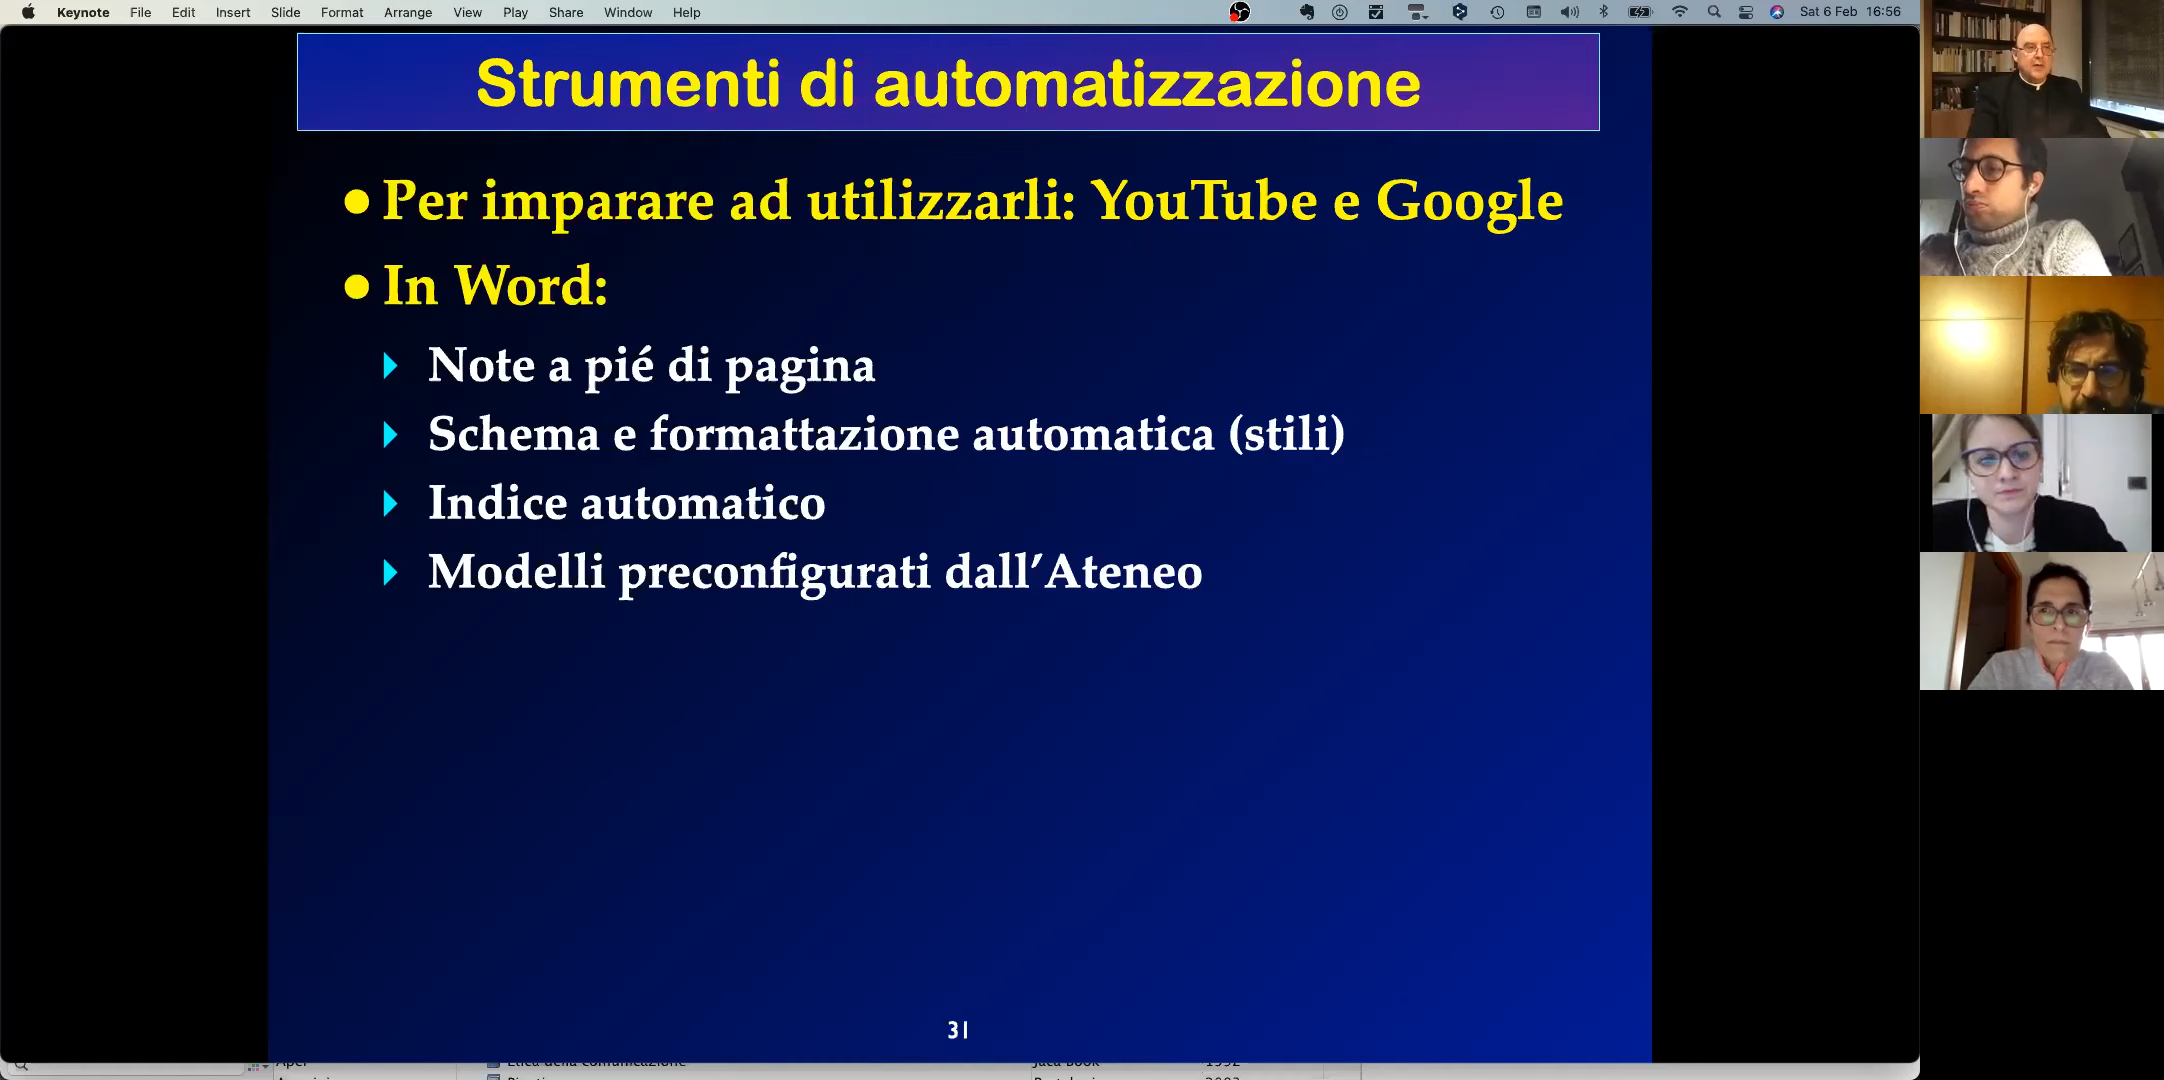 Keynote File Edit Insert Slide Format Arrange View Play Share Window Help Sat 6 Feb 16:56
Strumenti di automatizzazione
Per imparare ad utilizzarli: YouTube e Google
In Word:
Note a pié di pagina
Schema e formattazione automatica (stili)
Indice automatico
Modelli preconfigurati dall’Ateneo
31